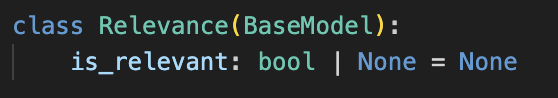 class Relevance(BaseModel):
    is_relevant: bool | None = None